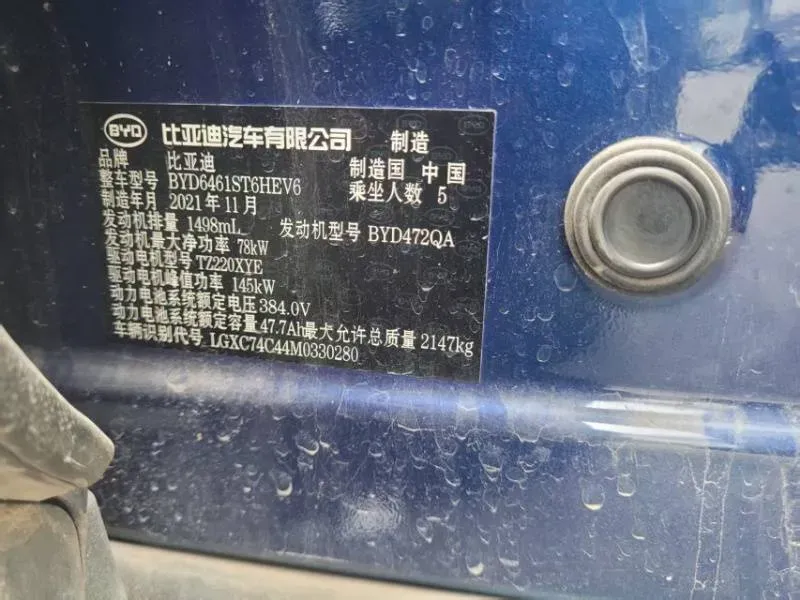 BYD 比亚迪汽车有限公司 制造
品牌 比亚迪 制造国 中国
整车型号 BYD6461ST6HEV6 乘坐人数 5
制造年月 2021年11月
发动机排量 1498mL 发动机型号 BYD472QA
发动机最大净功率 78kW
驱动电机型号 TZ220XYE
驱动电机峰值功率 145kW
动力电池系统额定电压 384.0V
动力电池系统额定容量 47.7Ah 最大允许总质量 2147kg
车辆识别代号 LGXC74C44M0330280